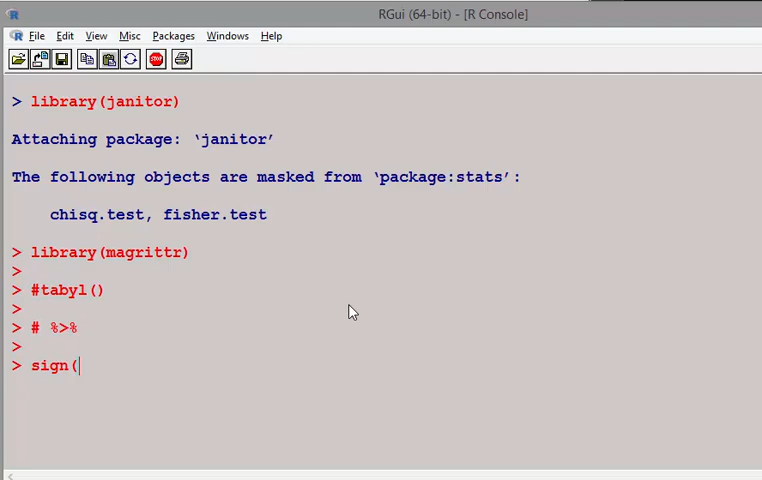 RGui (64-bit) - [R Console]
File Edit View Misc Packages Windows Help
STOP
> library(janitor)
Attaching package: ‘janitor’
The following objects are masked from ‘package:stats’:
chisq.test, fisher.test
> library(magrittr)
>
> #tabyl()
>
> # %>%
>
> sign(